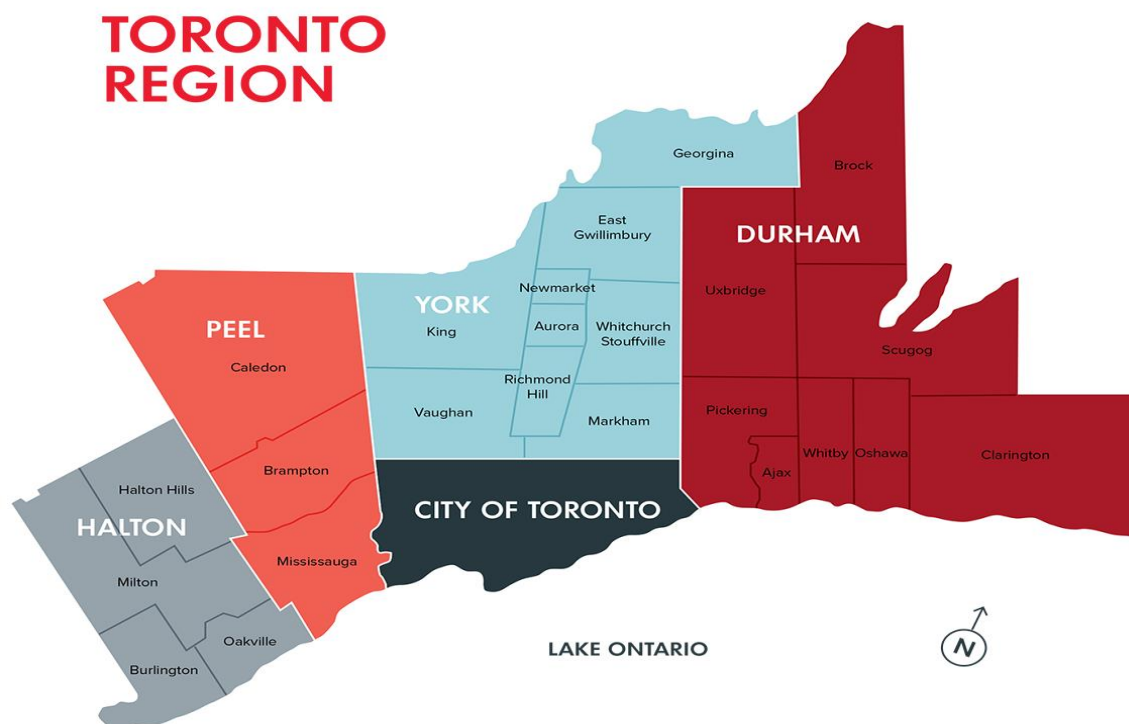 TORONTO
REGION
Georgina
Brock
East
Gwillimbury
DURHAM
Newmarket
Uxbridge
YORK
King
Aurora
Whitchurch
Stouffville
PEEL
Caledon
Scugog
Richmond
Hill
Vaughan
Markham
Pickering
Brampton
Ajax
Whitby
Oshawa
Clarington
Halton Hills
HALTON
CITY OF TORONTO
Mississauga
Milton
Oakville
Burlington
LAKE ONTARIO
N